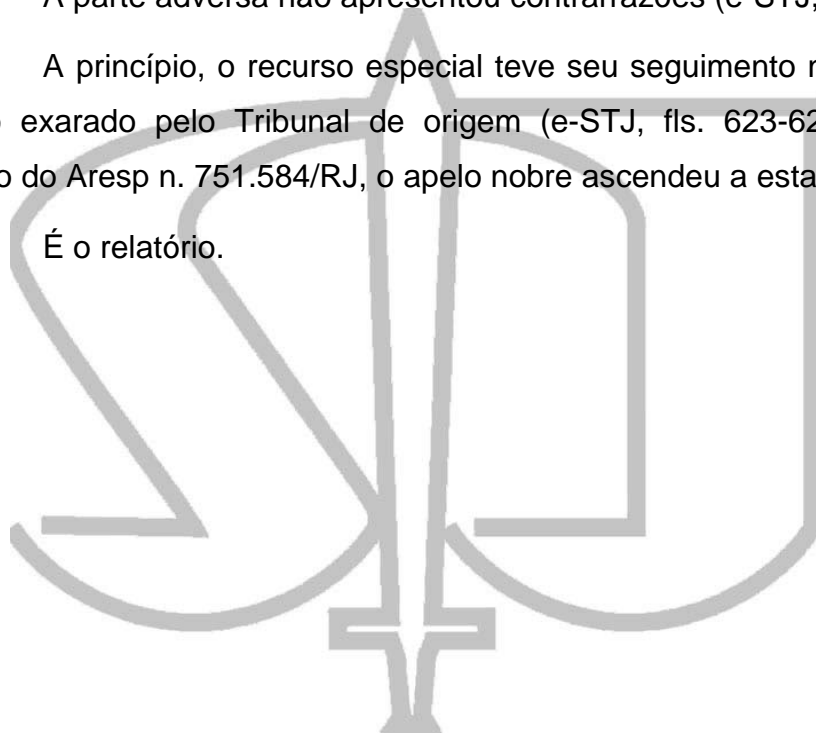 A parte adversa não apresentou contrarrazões (e-STJ,
A princípio, o recurso especial teve seu seguimento
exarado pelo Tribunal de origem (e-STJ, fls. 623-62
do Aresp n. 751.584/RJ, o apelo nobre ascendeu a esta
É o relatório.